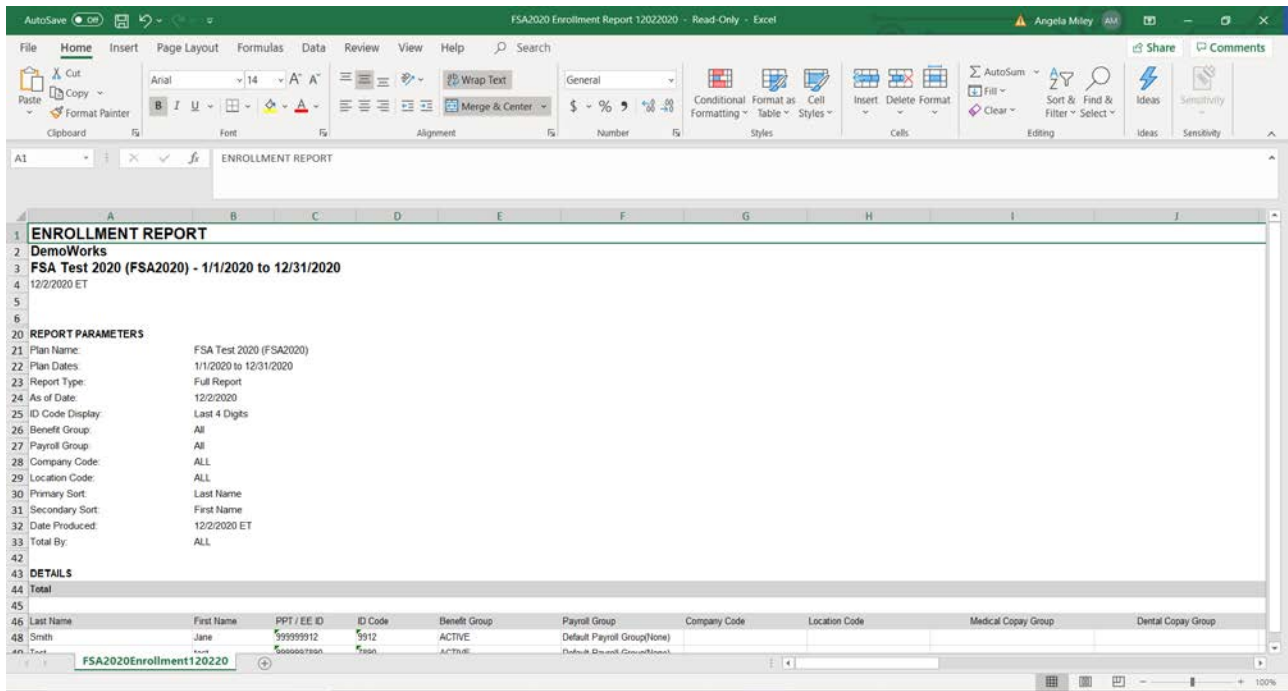 AutoSave Off FSA2020 Enrollment Report 12022020 - Read-Only - Excel Angela Miley AM
File Home Insert Page Layout Formulas Data Review View Help Search Share Comments
Paste Cut Copy Format Painter Clipboard
Arial 14 B I U Font
Wrap Text Merge & Center Alignment
General $ % Number
Conditional Formatting Format as Table Cell Styles Styles
Insert Delete Format Cells
AutoSum Fill Clear Sort & Filter Find & Select Editing
Ideas Ideas
Sensitivity Sensitivity
A1 fx ENROLLMENT REPORT
A B C D E F G H I J
1 ENROLLMENT REPORT
2 DemoWorks
3 FSA Test 2020 (FSA2020) - 1/1/2020 to 12/31/2020
4 12/2/2020 ET
5
6
20 REPORT PARAMETERS
21 Plan Name: FSA Test 2020 (FSA2020)
22 Plan Dates: 1/1/2020 to 12/31/2020
23 Report Type: Full Report
24 As of Date: 12/2/2020
25 ID Code Display: Last 4 Digits
26 Benefit Group: All
27 Payroll Group: All
28 Company Code: ALL
29 Location Code: ALL
30 Primary Sort: Last Name
31 Secondary Sort: First Name
32 Date Produced: 12/2/2020 ET
33 Total By: ALL
42
43 DETAILS
44 Total
45
46 Last Name First Name PPT / EE ID ID Code Benefit Group Payroll Group Company Code Location Code Medical Copay Group Dental Copay Group
48 Smith Jane 999999912 9912 ACTIVE Default Payroll Group(None)
49 Test test 9999997890 7890 ACTIVE Default Payroll Group(None)
FSA2020Enrollment120220
100%